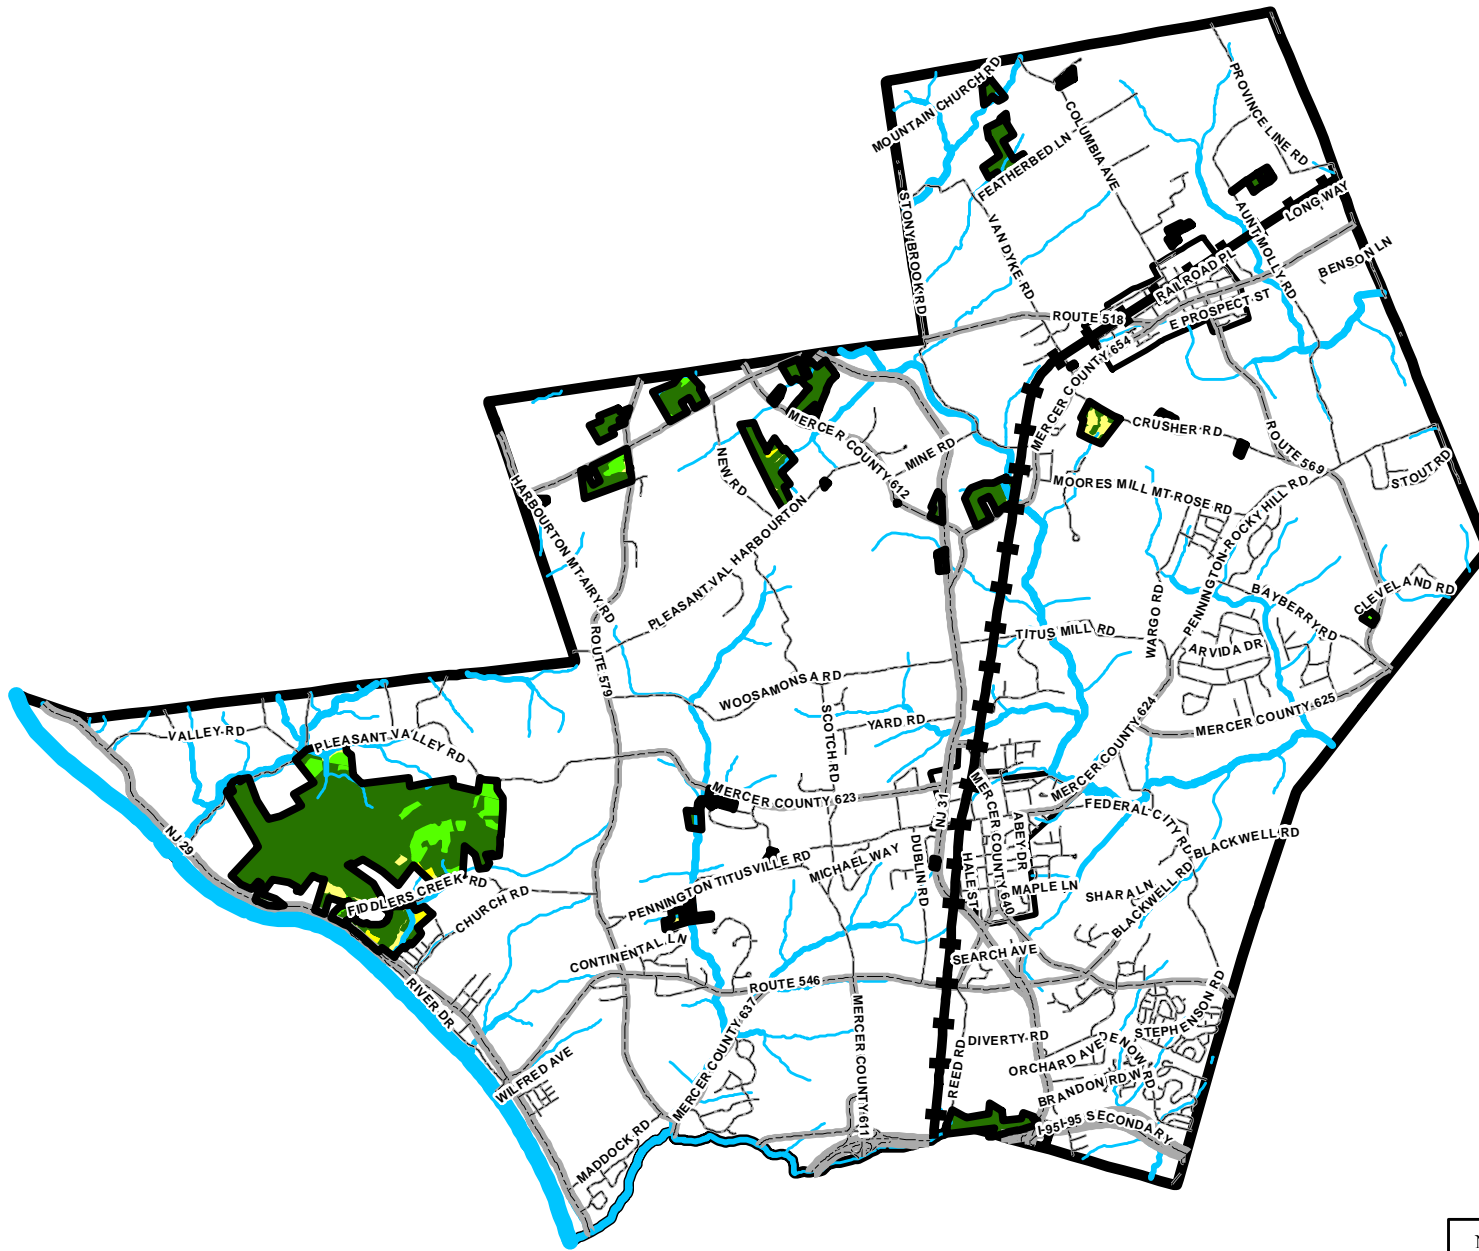 MOUNTAIN CHURCH RD
PROVINCE LINE RD
COLUMBIA AVE
FEATHERBED LN
STONYBROOK RD
VAN DYKE RD
AUNT MOLLY RD
LONG WAY
BENSON LN
RAILROAD PL
E PROSPECT ST
ROUTE 518
MERCER COUNTY 654
MERCER COUNTY 612
MINE RD
NEW RD
CRUSHER RD
ROUTE 569
STOUT RD
MOORES MILL MT-ROSE RD
PENNINGTON-ROCKY HILL RD
HARBOURTON MT-AIRY RD
PLEASANT VAL HARBOURTON
WARGO RD
BAYBERRY RD
CLEVELAND RD
TITUS MILL RD
ARVIDA DR
ROUTE 579
WOOSAMONSA RD
SCOTCH RD
YARD RD
MERCER COUNTY 624
MERCER COUNTY 625
VALLEY RD
PLEASANT VALLEY RD
MERCER COUNTY 623
NJ 31
MERCER COUNTY 640
ABEY DR
FEDERAL CITY RD
BLACKWELL RD
NJ 29
PENNINGTON TITUSVILLE RD
MICHAEL WAY
DUBLIN RD
HALE ST
MAPLE LN
SHARA LN
BLACKWELL RD
FIDDLERS CREEK RD
CHURCH RD
CONTINENTAL LN
SEARCH AVE
ROUTE 546
RIVER DR
MERCER COUNTY 637
MERCER COUNTY 611
REED RD
DIVERTY RD
STEPHENSON RD
ORCHARD AVE
DENOW RD
BRANDON RD W
WILFRED AVE
MADDOCK RD
I-95
I-95 SECONDARY